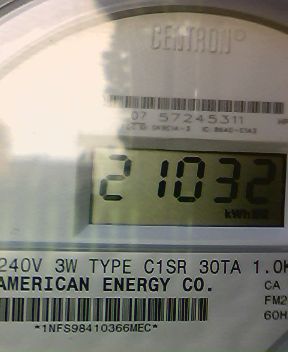 CENTRON®
07 57245311
21032
kWh
240V 3W TYPE C1SR 30TA 1.0K
AMERICAN ENERGY CO.
CA
FM2
60H
*1NFS98410366MEC*